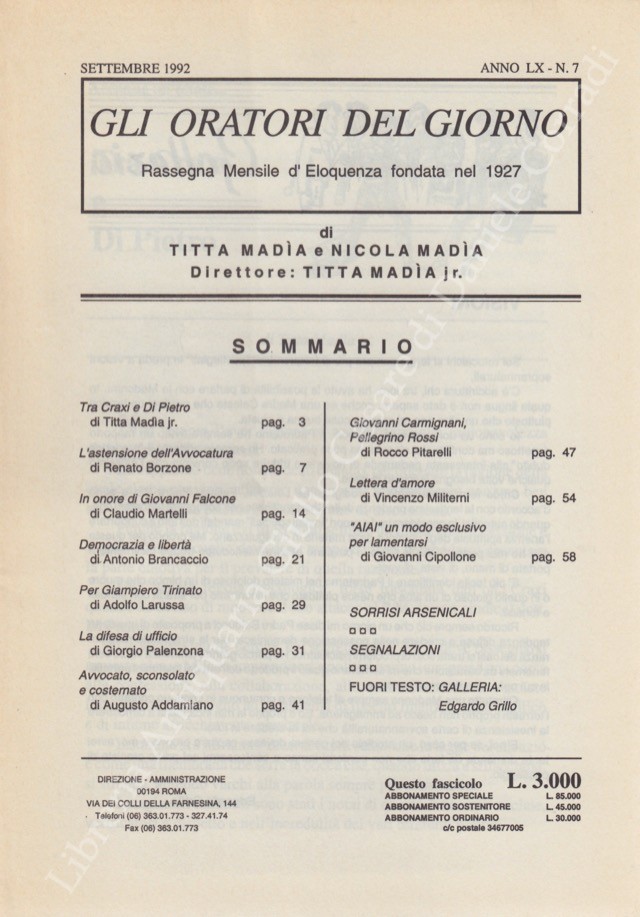 SETTEMBRE 1992
ANNO LX - N. 7
GLI ORATORI DEL GIORNO
Rassegna Mensile d' Eloquenza fondata nel 1927
di
TITTA MADÌA e NICOLA MADÌA
Direttore: TITTA MADÌA jr.
SOMMARIO
Tra Craxi e Di Pietro
di Titta Madìa jr. pag. 3
L'astensione dell'Avvocatura
di Renato Borzone pag. 7
In onore di Giovanni Falcone
di Claudio Martelli pag. 14
Democrazia e libertà
di Antonio Brancaccio pag. 21
Per Giampiero Tirinato
di Adolfo Larussa pag. 29
La difesa di ufficio
di Giorgio Palenzona pag. 31
Avvocato, sconsolato
e costernato
di Augusto Addamiano pag. 41
Giovanni Carmignani,
Pellegrino Rossi
di Rocco Pitarelli pag. 47
Lettera d'amore
di Vincenzo Militerni pag. 54
"AIAI" un modo esclusivo
per lamentarsi
di Giovanni Cipollone pag. 58
SORRISI ARSENICALI
SEGNALAZIONI
FUORI TESTO: GALLERIA:
Edgardo Grillo
DIREZIONE - AMMINISTRAZIONE
00194 ROMA
VIA DEI COLLI DELLA FARNESINA, 144
Telefoni (06) 363.01.773 - 327.41.74
Fax (06) 363.01.773
Questo fascicolo L. 3.000
ABBONAMENTO SPECIALE L. 85.000
ABBONAMENTO SOSTENITORE L. 45.000
ABBONAMENTO ORDINARIO L. 30.000
c/c postale 34677005